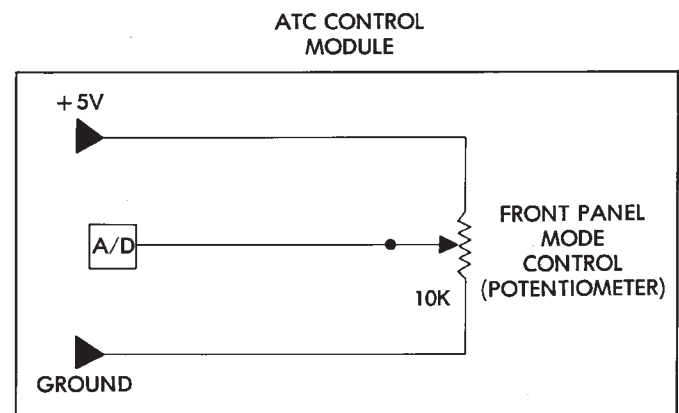 ATC CONTROL
MODULE
+5V
A/D
FRONT PANEL
MODE
CONTROL
(POTENTIOMETER)
10K
GROUND